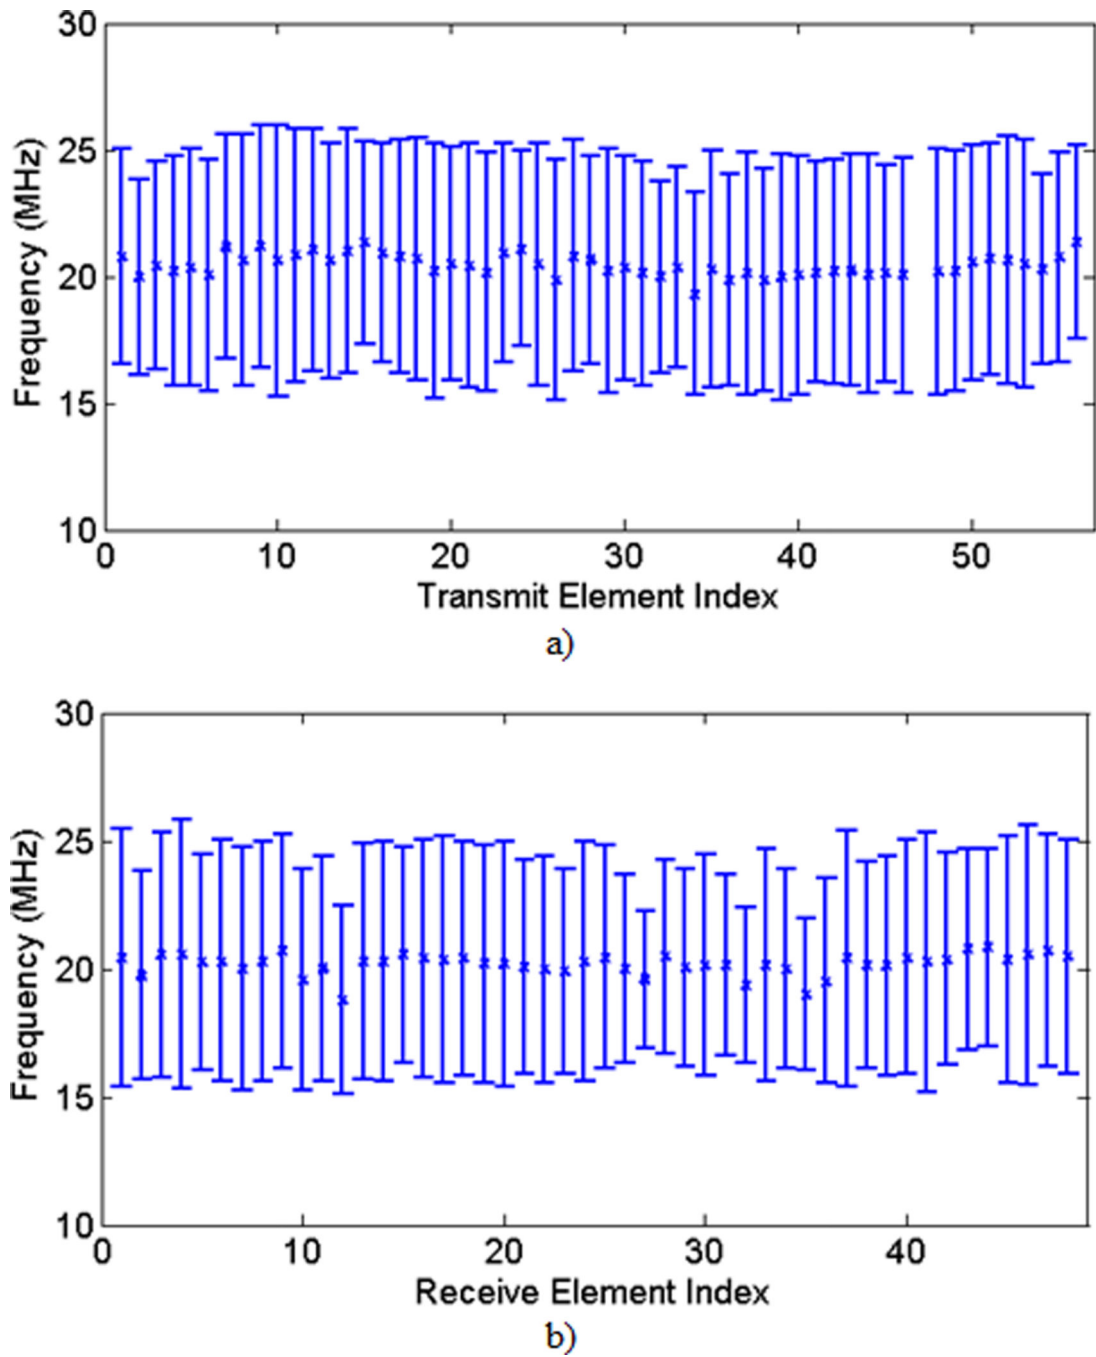 30
25
20
15
10
Frequency (MHz)
0 10 20 30 40 50
Transmit Element Index
a)
30
25
20
15
10
Frequency (MHz)
0 10 20 30 40
Receive Element Index
b)